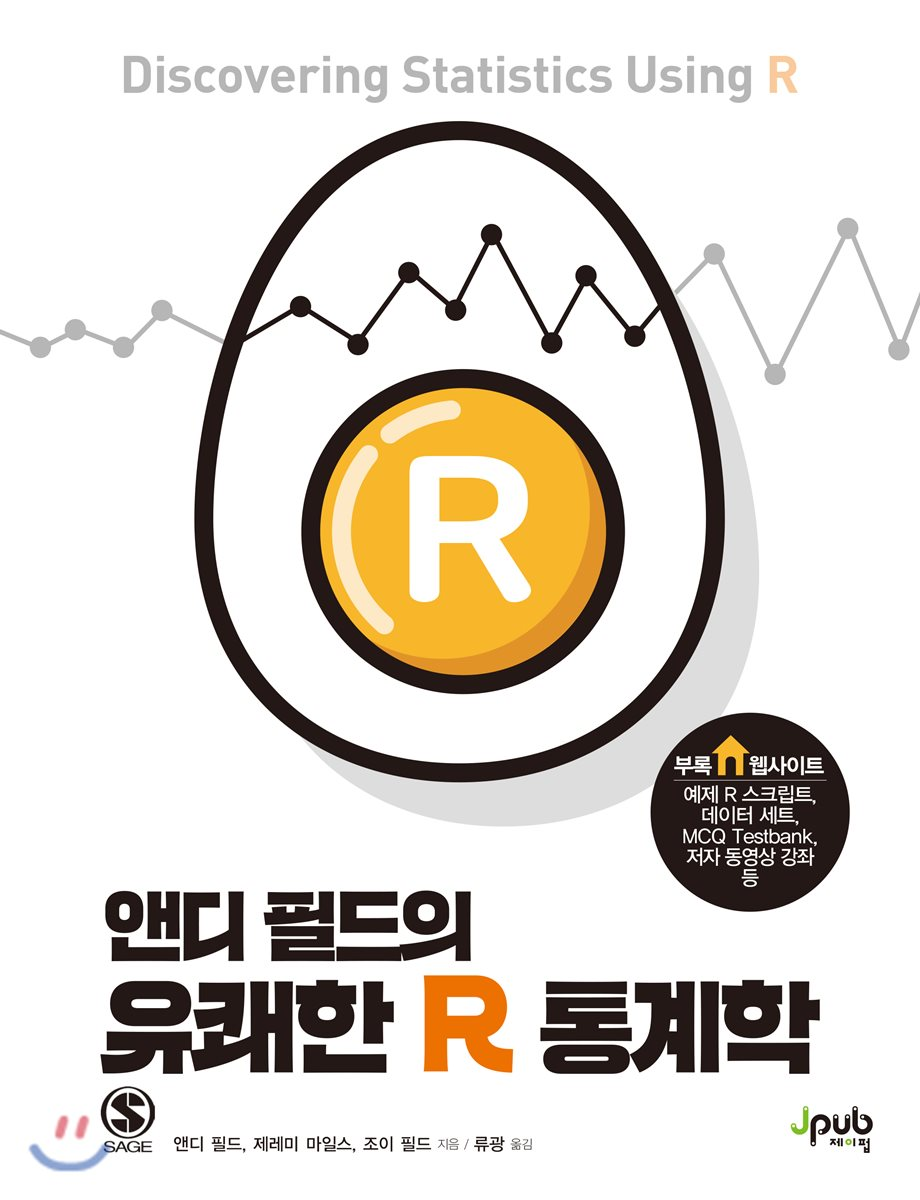 Discovering Statistics Using R
R
부록 웹사이트
예제 R 스크립트,
데이터 세트,
MCQ Testbank,
저자 동영상 강좌
등
앤디 필드의
유쾌한 R 통계학
SAGE
앤디 필드, 제레미 마일스, 조이 필드 지음 / 류광 옮김
Jpub
제이펍